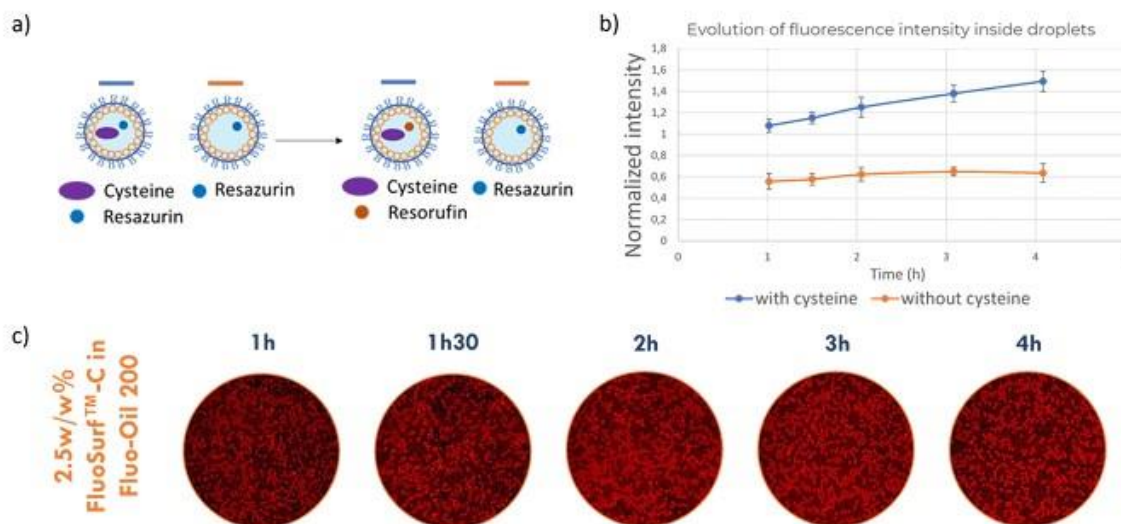 a)
Cysteine
Resazurin
Resazurin
Cysteine
Resorufin
Resazurin
b)
Evolution of fluorescence intensity inside droplets
Normalized intensity
1,8
1,6
1,4
1,2
1
0,8
0,6
0,4
0,2
0
0 1 2 3 4
Time (h)
with cysteine without cysteine
c)
2.5w/w%
FluoSurf™-C in
Fluo-Oil 200
1h 1h30 2h 3h 4h